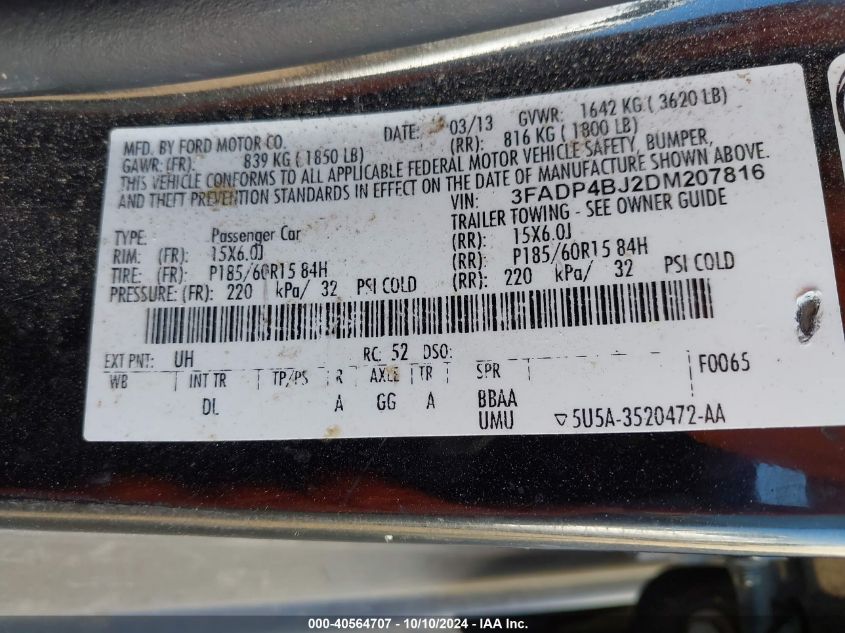 MFD. BY FORD MOTOR CO.
DATE: 03/13 GVWR: 1642 KG ( 3620 LB)
GAWR: (FR): 839 KG ( 1850 LB) (RR): 816 KG ( 1800 LB)
THIS VEHICLE CONFORMS TO ALL APPLICABLE FEDERAL MOTOR VEHICLE SAFETY, BUMPER,
AND THEFT PREVENTION STANDARDS IN EFFECT ON THE DATE OF MANUFACTURE SHOWN ABOVE.
VIN: 3FADP4BJ2DM207816
TYPE: Passenger Car TRAILER TOWING - SEE OWNER GUIDE
RIM: (FR): 15X6.0J (RR): 15X6.0J
TIRE: (FR): P185/60R15 84H (RR): P185/60R15 84H
PRESSURE: (FR): 220 kPa/ 32 PSI COLD (RR): 220 kPa/ 32 PSI COLD
EXT PNT: UH RC: 52 DSO: F0065
WB INT TR TP/PS R AXLE TR SPR
DL A GG A BBAA
UMU 5U5A-3520472-AA
000-40564707 - 10/10/2024 - IAA Inc.